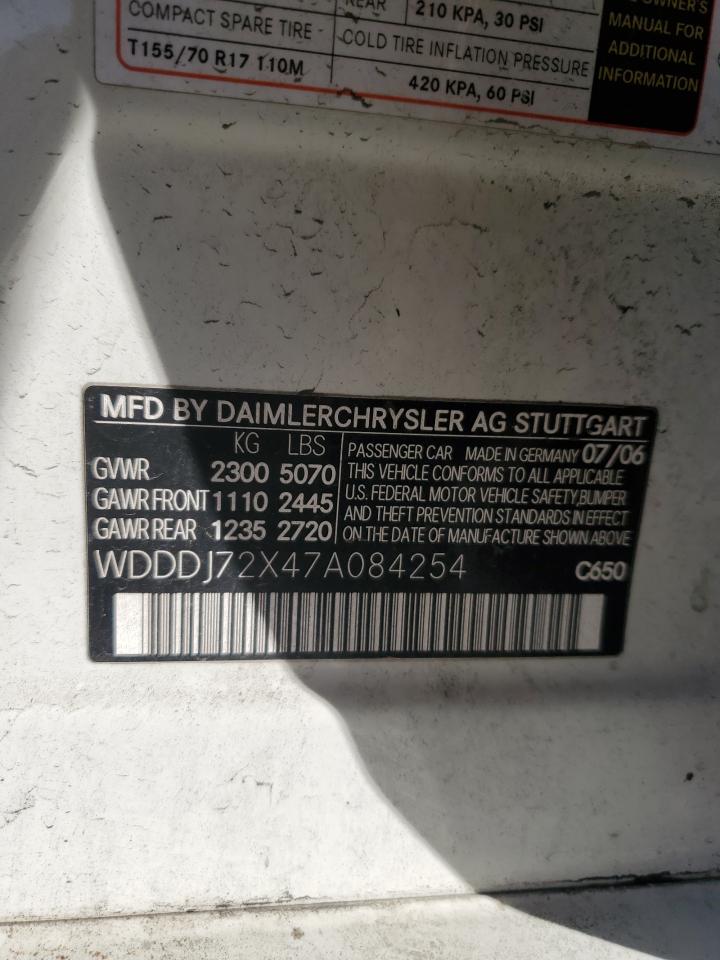 REAR 210 KPA, 30 PSI
COMPACT SPARE TIRE
T155/70 R17 110M
COLD TIRE INFLATION PRESSURE
420 KPA, 60 PSI
OWNER'S
MANUAL FOR
ADDITIONAL
INFORMATION
MFD BY DAIMLERCHRYSLER AG STUTTGART
KG LBS
GVWR 2300 5070
GAWR FRONT 1110 2445
GAWR REAR 1235 2720
PASSENGER CAR MADE IN GERMANY 07/06
THIS VEHICLE CONFORMS TO ALL APPLICABLE
U.S. FEDERAL MOTOR VEHICLE SAFETY,BUMPER
AND THEFT PREVENTION STANDARDS IN EFFECT
ON THE DATE OF MANUFACTURE SHOWN ABOVE
WDDDJ72X47A084254 C650